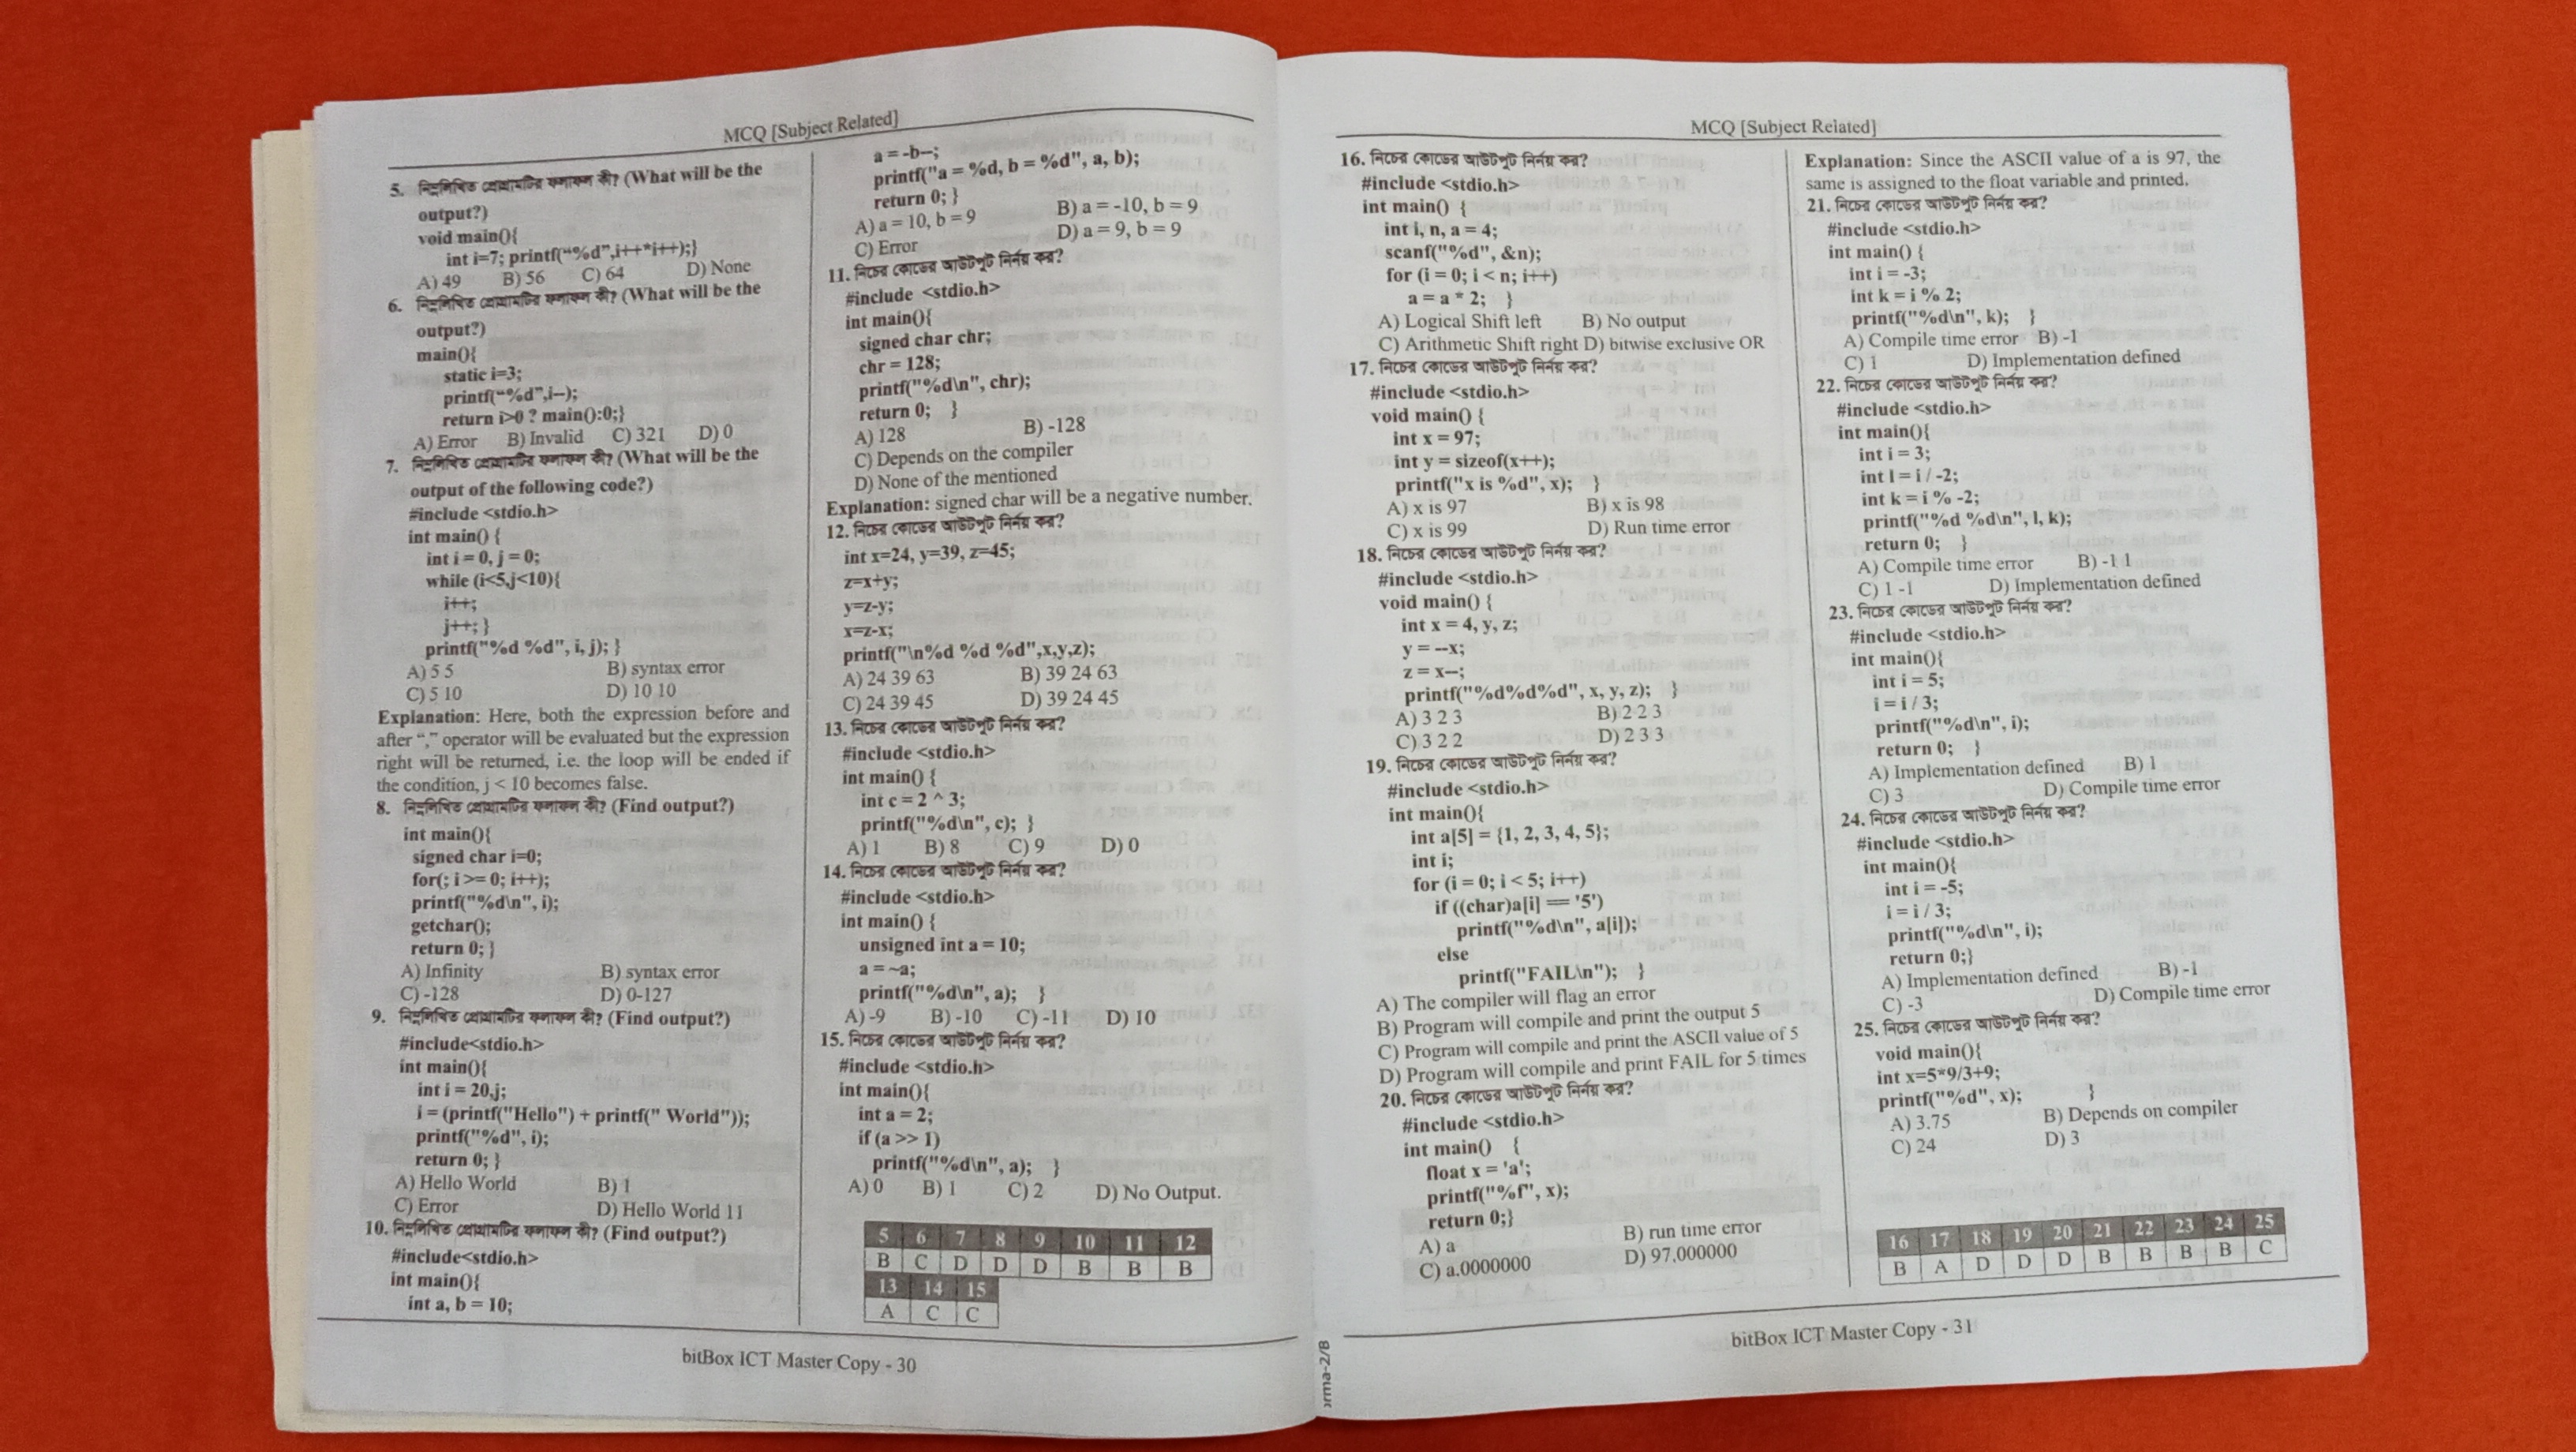 MCQ [Subject Related]
5. নিম্নলিখিত প্রোগ্রামটির ফলাফল কী? (What will be the
output?)
void main(){
int i=7; printf(“%d”,i++*i++);}
A) 49 B) 56 C) 64 D) None
6. নিম্নলিখিত প্রোগ্রামটির ফলাফল কী? (What will be the
output?)
main(){
static i=3;
printf(“%d”,i--);
return i>0 ? main():0;}
A) Error B) Invalid C) 321 D) 0
7. নিম্নলিখিত প্রোগ্রামটির ফলাফল কী? (What will be the
output of the following code?)
#include <stdio.h>
int main() {
int i = 0, j = 0;
while (i<5,j<10){
i++;
j++; }
printf("%d %d", i, j); }
A) 5 5 B) syntax error
C) 5 10 D) 10 10
Explanation: Here, both the expression before and
after “,” operator will be evaluated but the expression
right will be returned, i.e. the loop will be ended if
the condition, j < 10 becomes false.
8. নিম্নলিখিত প্রোগ্রামটির ফলাফল কী? (Find output?)
int main(){
signed char i=0;
for(; i >= 0; i++);
printf("%d\n", i);
getchar();
return 0; }
A) Infinity B) syntax error
C) -128 D) 0-127
9. নিম্নলিখিত প্রোগ্রামটির ফলাফল কী? (Find output?)
#include<stdio.h>
int main(){
int i = 20,j;
i = (printf("Hello") + printf(" World"));
printf("%d", i);
return 0; }
A) Hello World B) 1
C) Error D) Hello World 11
10. নিম্নলিখিত প্রোগ্রামটির ফলাফল কী? (Find output?)
#include<stdio.h>
int main(){
int a, b = 10;
a = -b--;
printf("a = %d, b = %d", a, b);
return 0; }
A) a = 10, b = 9 B) a = -10, b = 9
C) Error D) a = 9, b = 9
11. নিচের কোডের আউটপুট নির্নয় কর?
#include <stdio.h>
int main(){
signed char chr;
chr = 128;
printf("%d\n", chr);
return 0; }
A) 128 B) -128
C) Depends on the compiler
D) None of the mentioned
Explanation: signed char will be a negative number.
12. নিচের কোডের আউটপুট নির্নয় কর?
int x=24, y=39, z=45;
z=x+y;
y=z-y;
x=z-x;
printf("\n%d %d %d",x,y,z);
A) 24 39 63 B) 39 24 63
C) 24 39 45 D) 39 24 45
13. নিচের কোডের আউটপুট নির্নয় কর?
#include <stdio.h>
int main() {
int c = 2 ^ 3;
printf("%d\n", c); }
A) 1 B) 8 C) 9 D) 0
14. নিচের কোডের আউটপুট নির্নয় কর?
#include <stdio.h>
int main() {
unsigned int a = 10;
a = ~a;
printf("%d\n", a); }
A) -9 B) -10 C) -11 D) 10
15. নিচের কোডের আউটপুট নির্নয় কর?
#include <stdio.h>
int main(){
int a = 2;
if (a >> 1)
printf("%d\n", a); }
A) 0 B) 1 C) 2 D) No Output.
5 6 7 8 9 10 11 12
B C D D D B B B
13 14 15
A C C
bitBox ICT Master Copy - 30
MCQ [Subject Related]
16. নিচের কোডের আউটপুট নির্নয় কর?
#include <stdio.h>
int main() {
int i, n, a = 4;
scanf("%d", &n);
for (i = 0; i < n; i++)
a = a * 2; }
A) Logical Shift left B) No output
C) Arithmetic Shift right D) bitwise exclusive OR
17. নিচের কোডের আউটপুট নির্নয় কর?
#include <stdio.h>
void main() {
int x = 97;
int y = sizeof(x++);
printf("x is %d", x); }
A) x is 97 B) x is 98
C) x is 99 D) Run time error
18. নিচের কোডের আউটপুট নির্নয় কর?
#include <stdio.h>
void main() {
int x = 4, y, z;
y = --x;
z = x--;
printf("%d%d%d", x, y, z); }
A) 3 2 3 B) 2 2 3
C) 3 2 2 D) 2 3 3
19. নিচের কোডের আউটপুট নির্নয় কর?
#include <stdio.h>
int main(){
int a[5] = {1, 2, 3, 4, 5};
int i;
for (i = 0; i < 5; i++)
if ((char)a[i] == '5')
printf("%d\n", a[i]);
else
printf("FAIL\n"); }
A) The compiler will flag an error
B) Program will compile and print the output 5
C) Program will compile and print the ASCII value of 5
D) Program will compile and print FAIL for 5 times
20. নিচের কোডের আউটপুট নির্নয় কর?
#include <stdio.h>
int main() {
float x = 'a';
printf("%f", x);
return 0;}
A) a B) run time error
C) a.0000000 D) 97.000000
Explanation: Since the ASCII value of a is 97, the
same is assigned to the float variable and printed.
21. নিচের কোডের আউটপুট নির্নয় কর?
#include <stdio.h>
int main() {
int i = -3;
int k = i % 2;
printf("%d\n", k); }
A) Compile time error B) -1
C) 1 D) Implementation defined
22. নিচের কোডের আউটপুট নির্নয় কর?
#include <stdio.h>
int main(){
int i = 3;
int l = i / -2;
int k = i % -2;
printf("%d %d\n", l, k);
return 0; }
A) Compile time error B) -1 1
C) 1 -1 D) Implementation defined
23. নিচের কোডের আউটপুট নির্নয় কর?
#include <stdio.h>
int main(){
int i = 5;
i = i / 3;
printf("%d\n", i);
return 0; }
A) Implementation defined B) 1
C) 3 D) Compile time error
24. নিচের কোডের আউটপুট নির্নয় কর?
#include <stdio.h>
int main(){
int i = -5;
i = i / 3;
printf("%d\n", i);
return 0;}
A) Implementation defined B) -1
C) -3 D) Compile time error
25. নিচের কোডের আউটপুট নির্নয় কর?
void main(){
int x=5*9/3+9;
printf("%d", x); }
A) 3.75 B) Depends on compiler
C) 24 D) 3
16 17 18 19 20 21 22 23 24 25
B A D D D B B B B C
bitBox ICT Master Copy - 31
rma-2/B